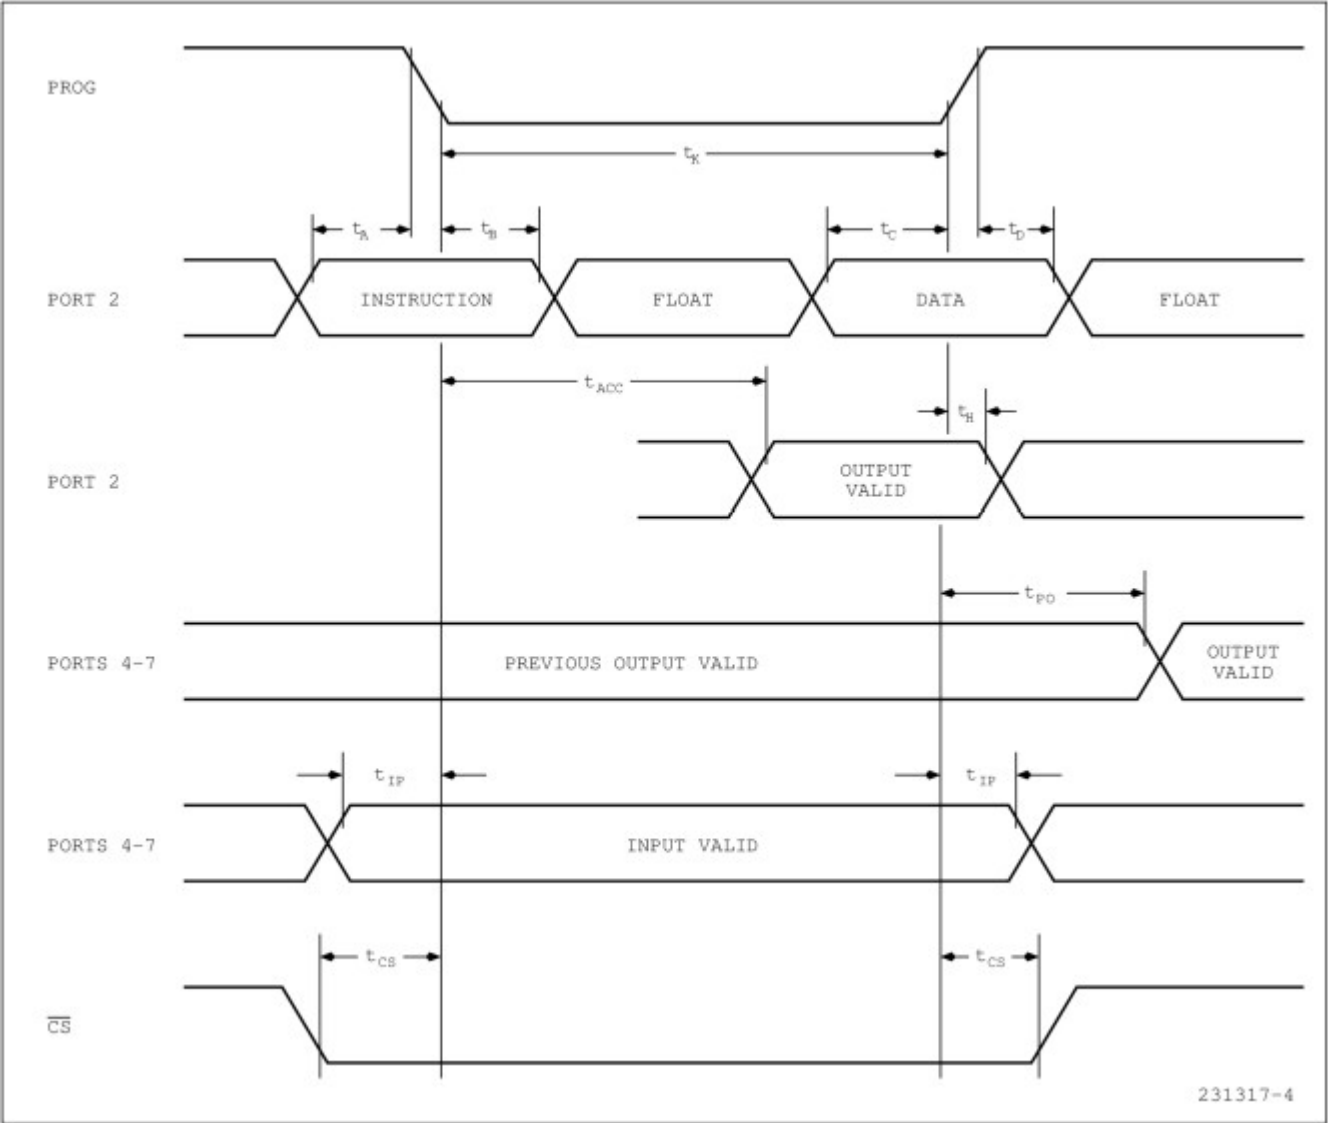 PROG
tK
tA
tB
tC
tD
PORT 2
INSTRUCTION
FLOAT
DATA
FLOAT
tACC
tH
PORT 2
OUTPUT
VALID
tPO
PORTS 4-7
PREVIOUS OUTPUT VALID
OUTPUT
VALID
tIP
tIP
PORTS 4-7
INPUT VALID
tCS
tCS
CS
231317-4